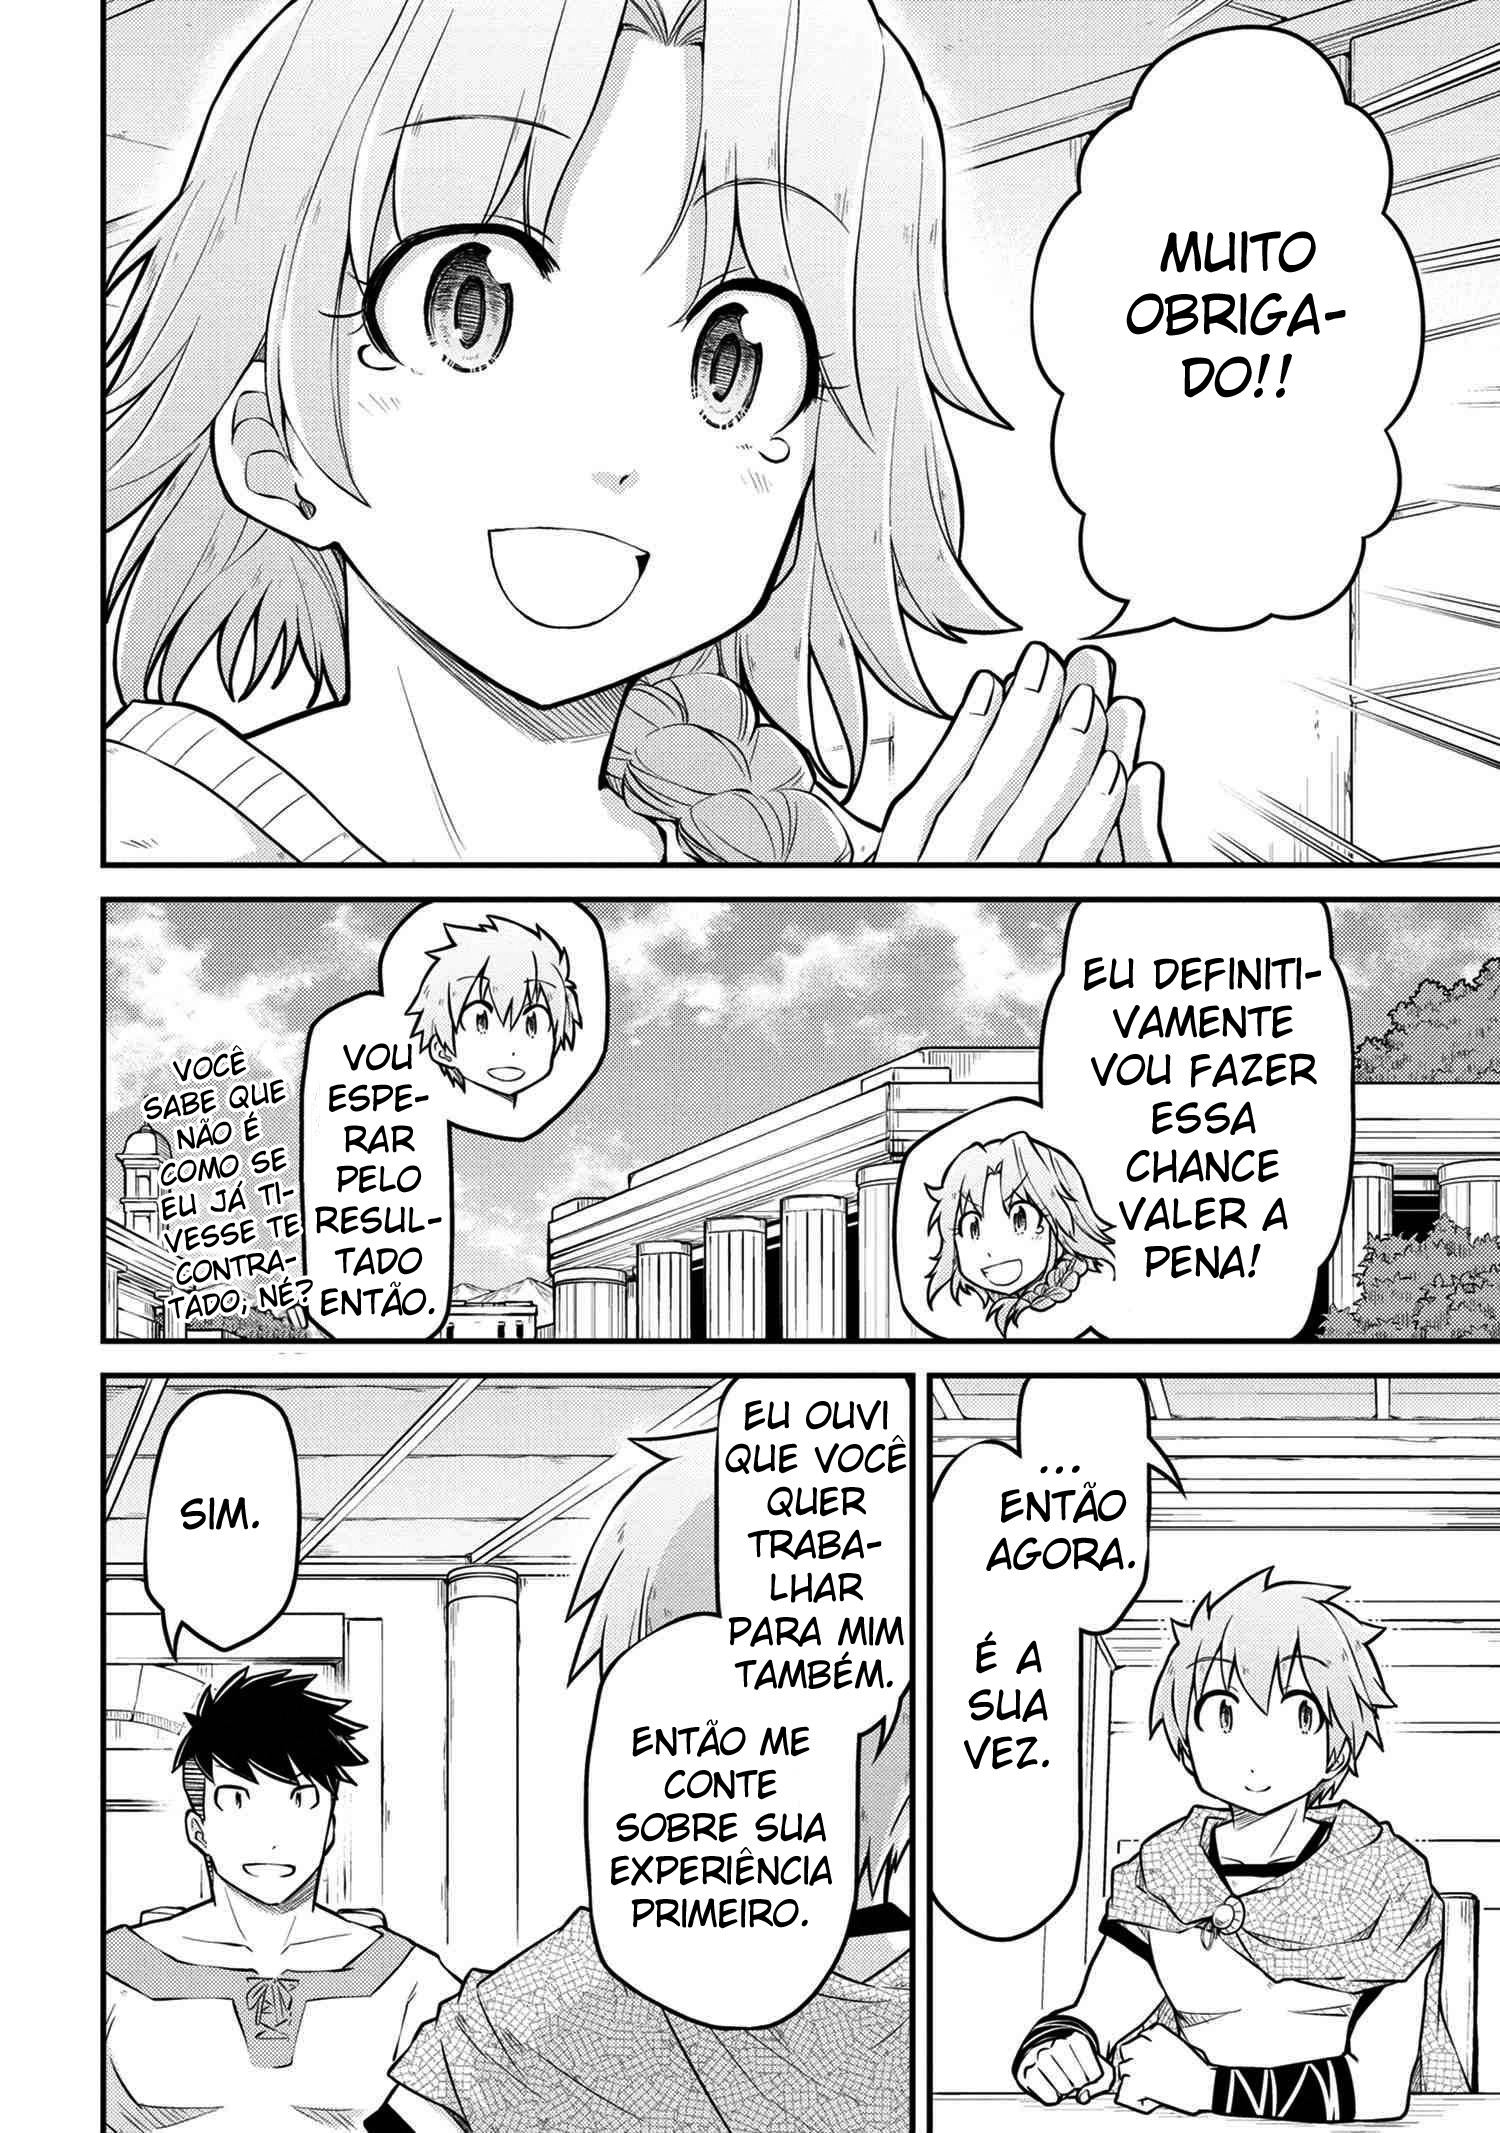 MUITO
OBRIGA-
DO!!
EU DEFINITI-
VAMENTE
VOU FAZER
ESSA
CHANCE
VALER A
PENA!
VOU
ESPE-
RAR
PELO
RESUL-
TADO
ENTÃO.
VOCÊ
SABE QUE
NÃO É
COMO SE
EU JÁ TI-
VESSE TE
CONTRA-
TADO, NÉ?
...
ENTÃO
AGORA.
É A
SUA
VEZ.
EU OUVI
QUE VOCÊ
QUER
TRABA-
LHAR
PARA MIM
TAMBÉM.
ENTÃO ME
CONTE
SOBRE SUA
EXPERIÊNCIA
PRIMEIRO.
SIM.